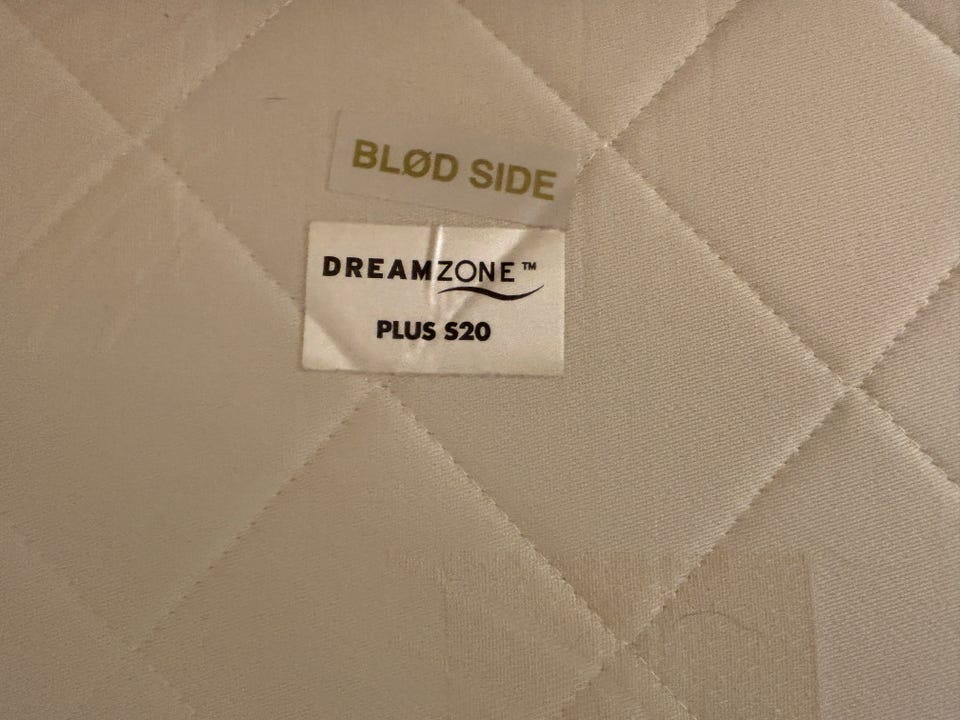 BLØD SIDE
DREAMZONE™
PLUS S20